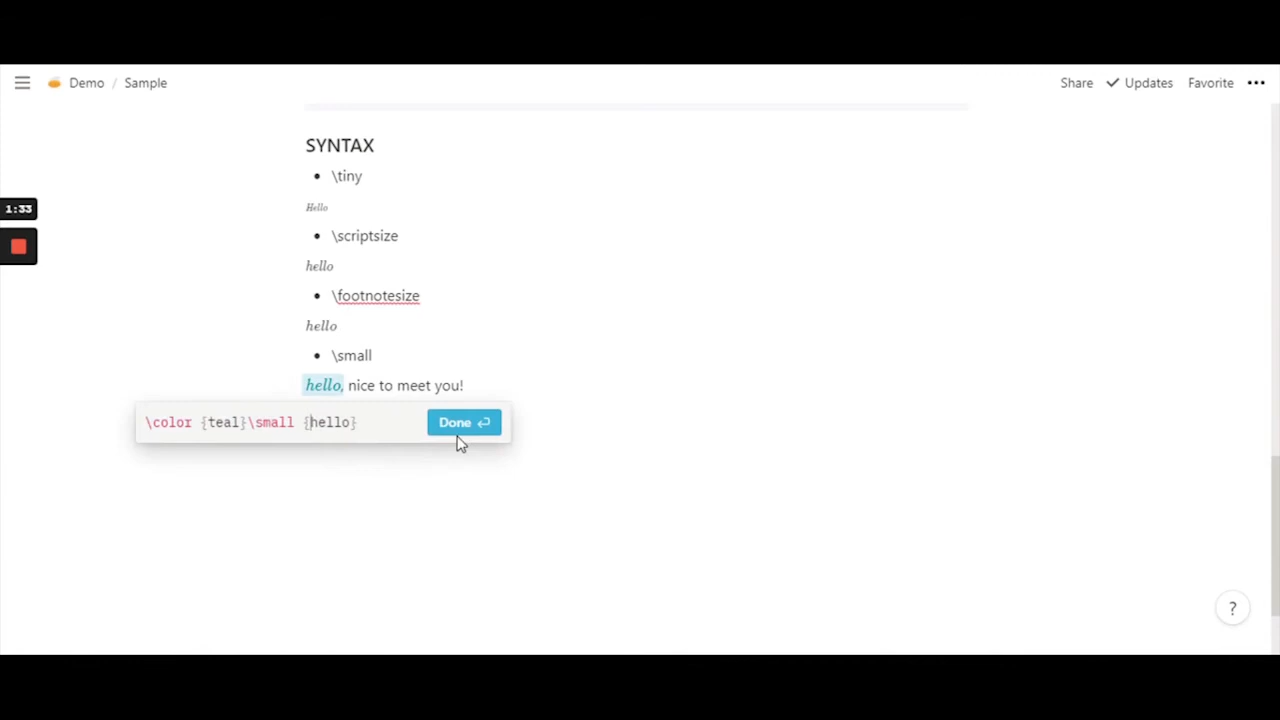 Demo / Sample
Share ✓ Updates Favorite •••
SYNTAX
• \tiny
Hello
• \scriptsize
hello
• \footnotesize
hello
• \small
hello, nice to meet you!
\color {teal}\small {hello}
Done
1:33
?